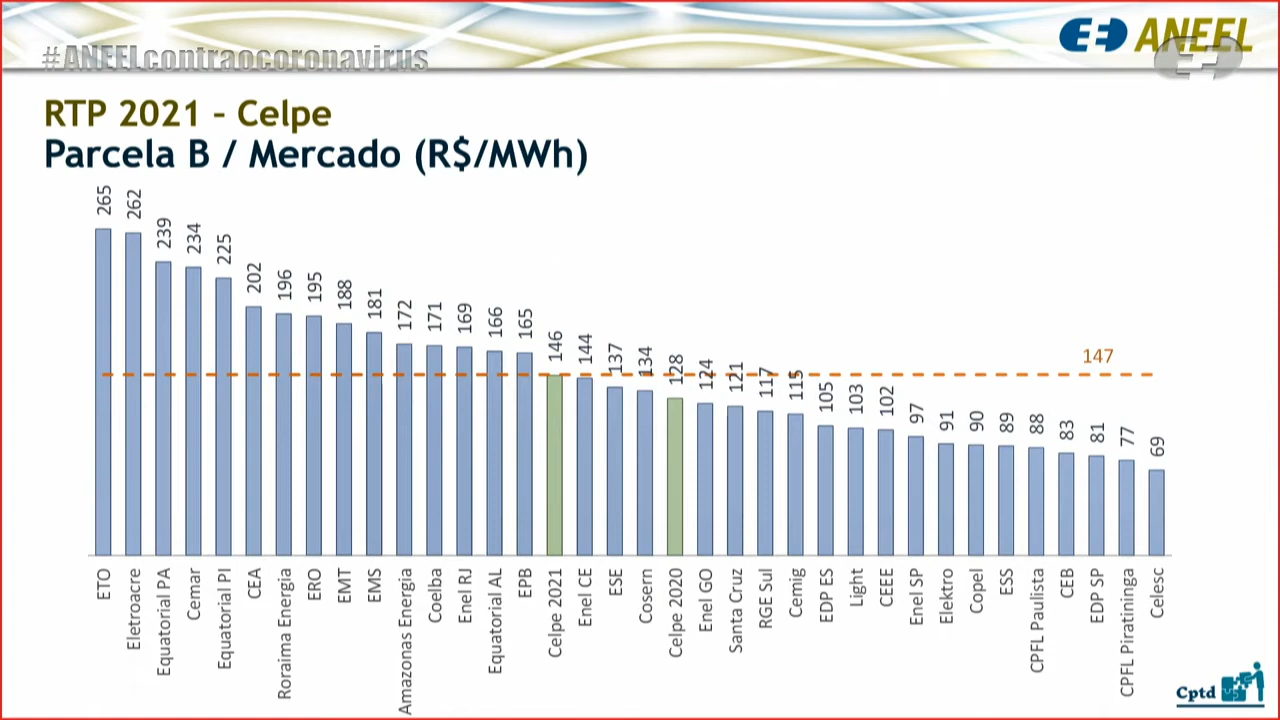 #ANEELcontraocoronavirus
ANEEL
RTP 2021 – Celpe
Parcela B / Mercado (R$/MWh)
265
262
239
234
225
202
196
195
188
181
172
171
169
166
165
146
144
137
134
128
124
121
117
115
105
103
102
97
91
90
89
88
83
81
77
69
147
ETO
Eletroacre
Equatorial PA
Cemar
Equatorial PI
CEA
Roraima Energia
ERO
EMT
EMS
Amazonas Energia
Coelba
Enel RJ
Equatorial AL
EPB
Celpe 2021
Enel CE
ESE
Cosern
Celpe 2020
Enel GO
Santa Cruz
RGE Sul
Cemig
EDP ES
Light
CEEE
Enel SP
Elektro
Copel
ESS
CPFL Paulista
CEB
EDP SP
CPFL Piratininga
Celesc
Cptd